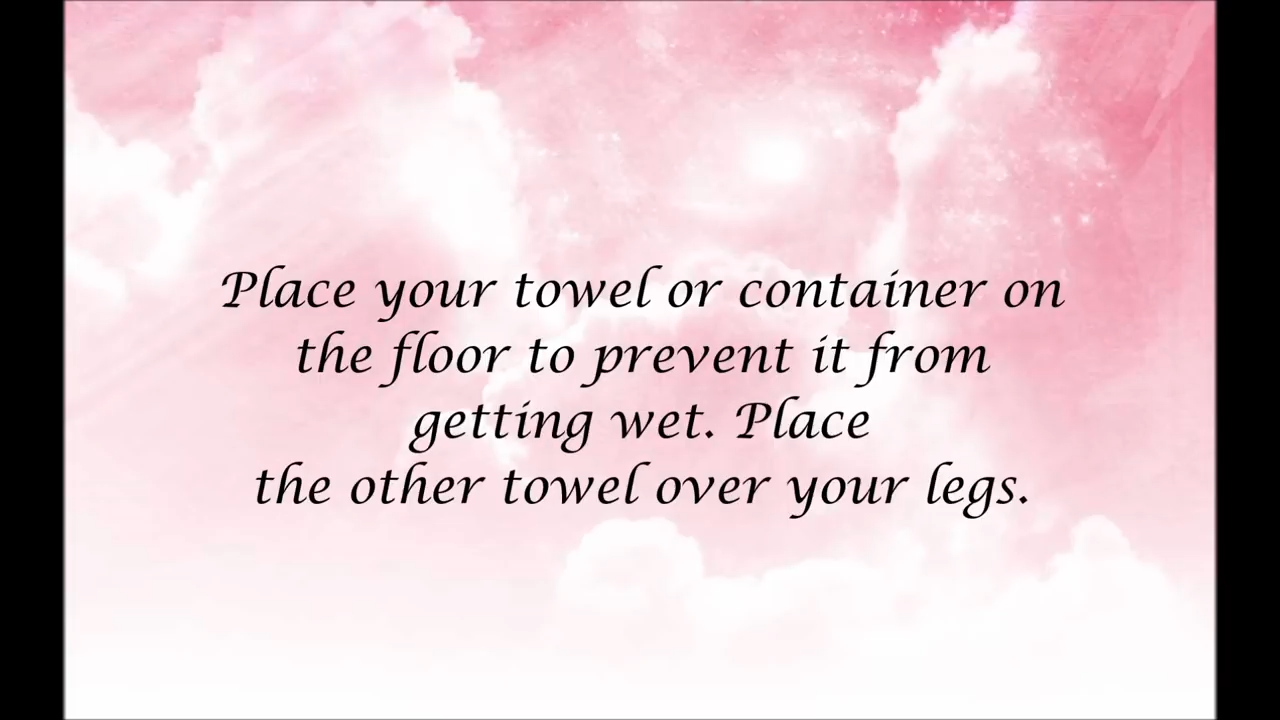 Place your towel or container on
the floor to prevent it from
getting wet. Place
the other towel over your legs.